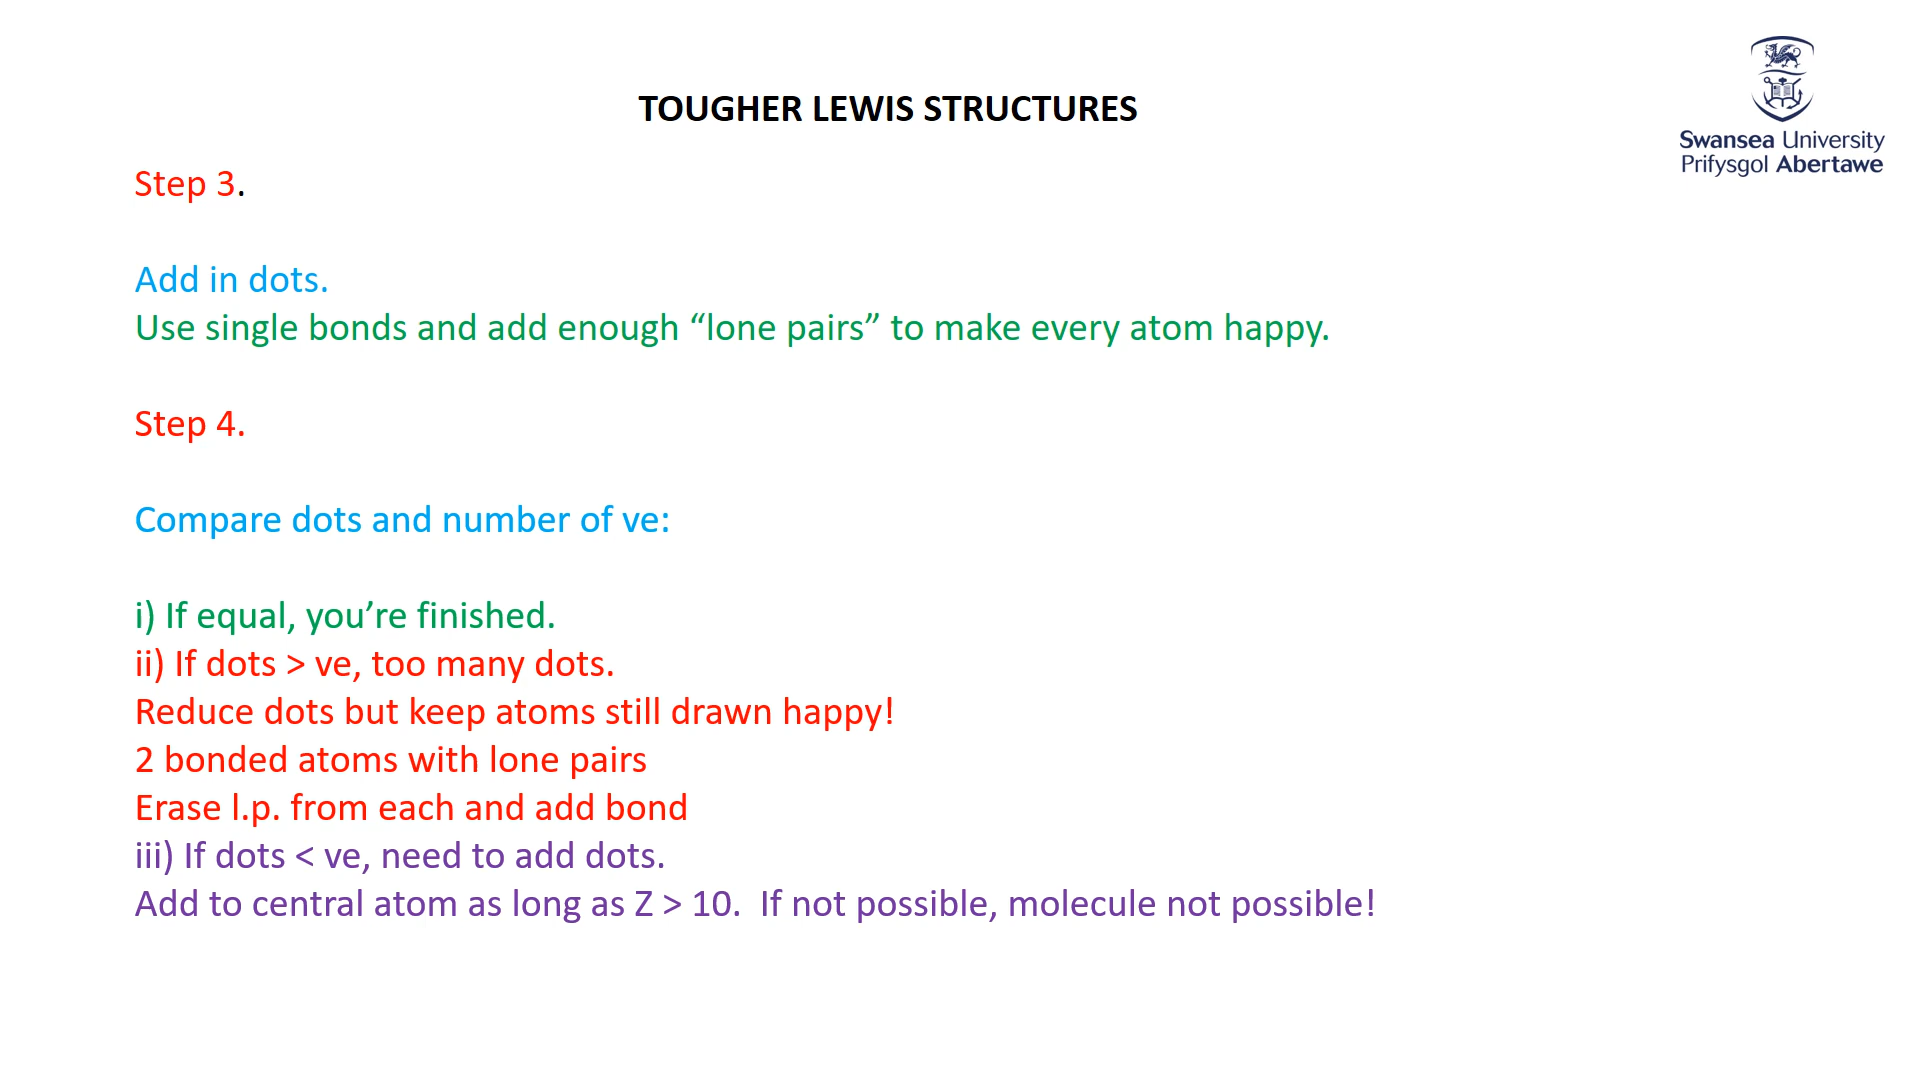 TOUGHER LEWIS STRUCTURES
Swansea University
Prifysgol Abertawe
Step 3.
Add in dots.
Use single bonds and add enough “lone pairs” to make every atom happy.
Step 4.
Compare dots and number of ve:
i) If equal, you’re finished.
ii) If dots > ve, too many dots.
Reduce dots but keep atoms still drawn happy!
2 bonded atoms with lone pairs
Erase l.p. from each and add bond
iii) If dots < ve, need to add dots.
Add to central atom as long as Z > 10.  If not possible, molecule not possible!